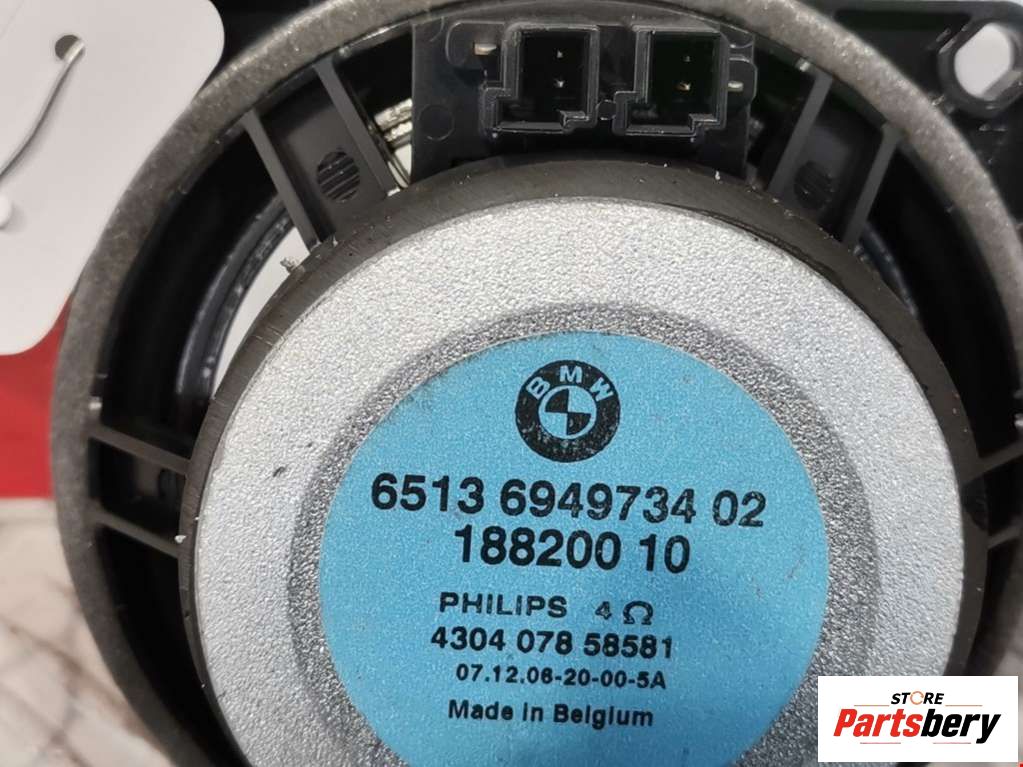 BMW
6513 6949734 02
188200 10
PHILIPS 4 Ω
4304 078 58581
07.12.06-20-00-5A
Made in Belgium
STORE
Partsbery